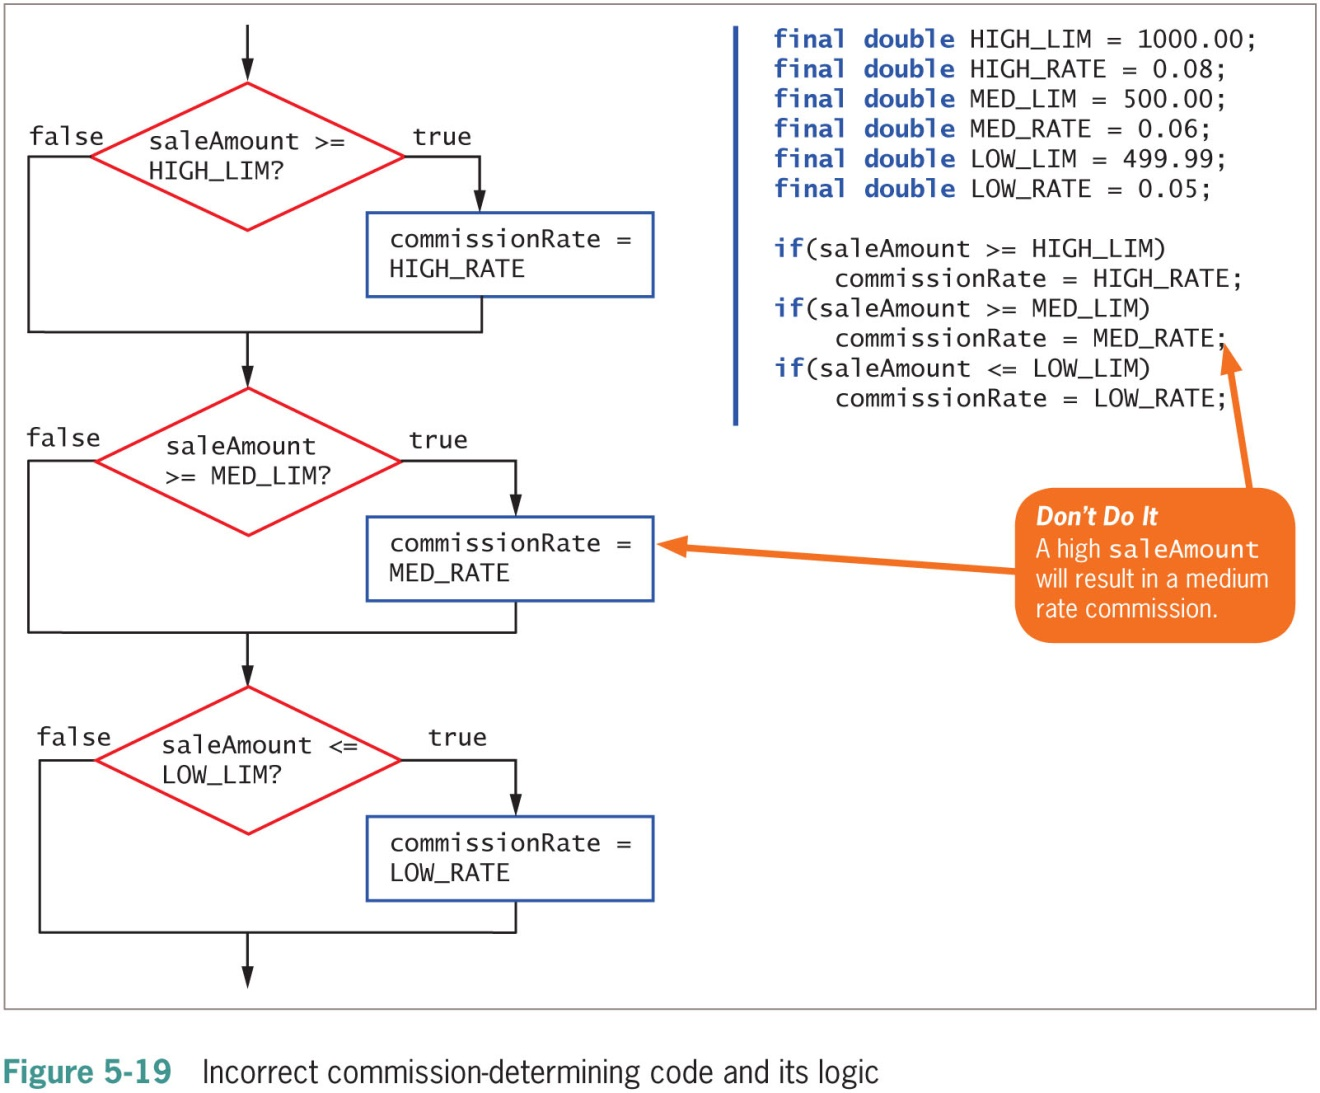 false
saleAmount >=
HIGH_LIM?
true
commissionRate =
HIGH_RATE
false
saleAmount
>= MED_LIM?
true
commissionRate =
MED_RATE
false
saleAmount <=
LOW_LIM?
true
commissionRate =
LOW_RATE
final double HIGH_LIM = 1000.00;
final double HIGH_RATE = 0.08;
final double MED_LIM = 500.00;
final double MED_RATE = 0.06;
final double LOW_LIM = 499.99;
final double LOW_RATE = 0.05;
if(saleAmount >= HIGH_LIM)
commissionRate = HIGH_RATE;
if(saleAmount >= MED_LIM)
commissionRate = MED_RATE;
if(saleAmount <= LOW_LIM)
commissionRate = LOW_RATE;
Don't Do It
A high saleAmount
will result in a medium
rate commission.
Figure 5-19 Incorrect commission-determining code and its logic